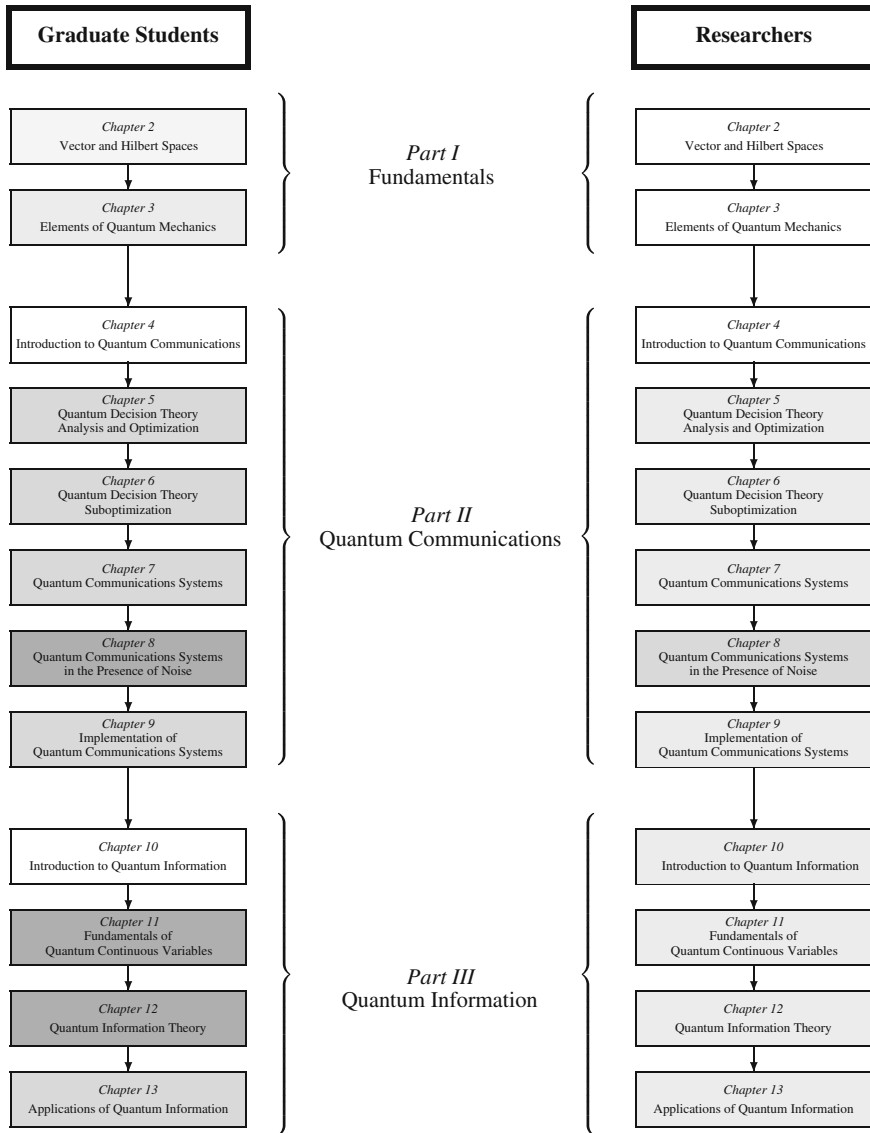 Graduate Students
Chapter 2
Vector and Hilbert Spaces
Chapter 3
Elements of Quantum Mechanics
Chapter 4
Introduction to Quantum Communications
Chapter 5
Quantum Decision Theory
Analysis and Optimization
Chapter 6
Quantum Decision Theory
Suboptimization
Chapter 7
Quantum Communications Systems
Chapter 8
Quantum Communications Systems
in the Presence of Noise
Chapter 9
Implementation of
Quantum Communications Systems
Chapter 10
Introduction to Quantum Information
Chapter 11
Fundamentals of
Quantum Continuous Variables
Chapter 12
Quantum Information Theory
Chapter 13
Applications of Quantum Information
Part I
Fundamentals
Part II
Quantum Communications
Part III
Quantum Information
Researchers
Chapter 2
Vector and Hilbert Spaces
Chapter 3
Elements of Quantum Mechanics
Chapter 4
Introduction to Quantum Communications
Chapter 5
Quantum Decision Theory
Analysis and Optimization
Chapter 6
Quantum Decision Theory
Suboptimization
Chapter 7
Quantum Communications Systems
Chapter 8
Quantum Communications Systems
in the Presence of Noise
Chapter 9
Implementation of
Quantum Communications Systems
Chapter 10
Introduction to Quantum Information
Chapter 11
Fundamentals of
Quantum Continuous Variables
Chapter 12
Quantum Information Theory
Chapter 13
Applications of Quantum Information